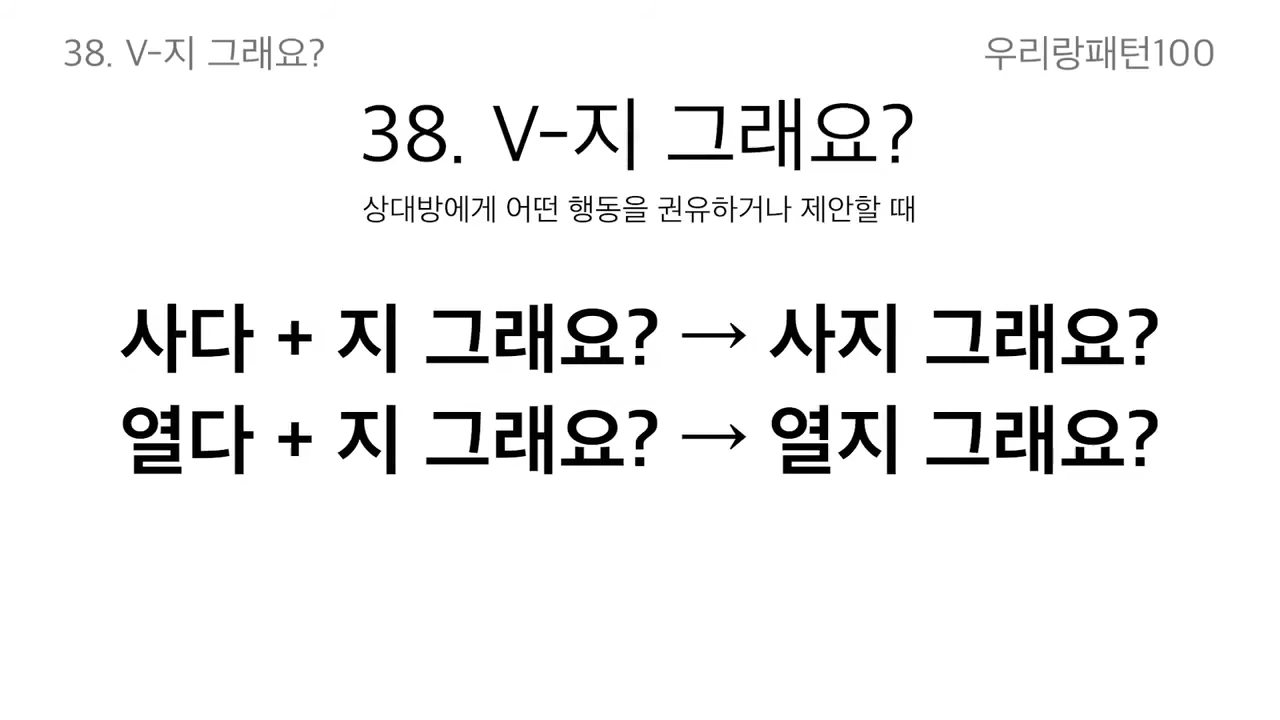 38. V-지 그래요?
우리랑패턴100
38. V-지 그래요?
상대방에게 어떤 행동을 권유하거나 제안할 때
사다 + 지 그래요? → 사지 그래요?
열다 + 지 그래요? → 열지 그래요?